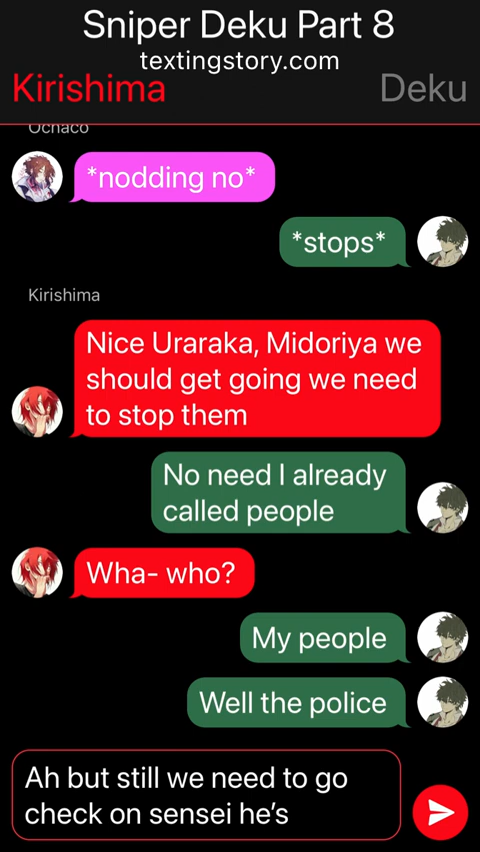 Sniper Deku Part 8
textingstory.com
Kirishima
Deku
Ochaco
*nodding no*
*stops*
Kirishima
Nice Uraraka, Midoriya we
should get going we need
to stop them
No need I already
called people
Wha- who?
My people
Well the police
Ah but still we need to go
check on sensei he’s